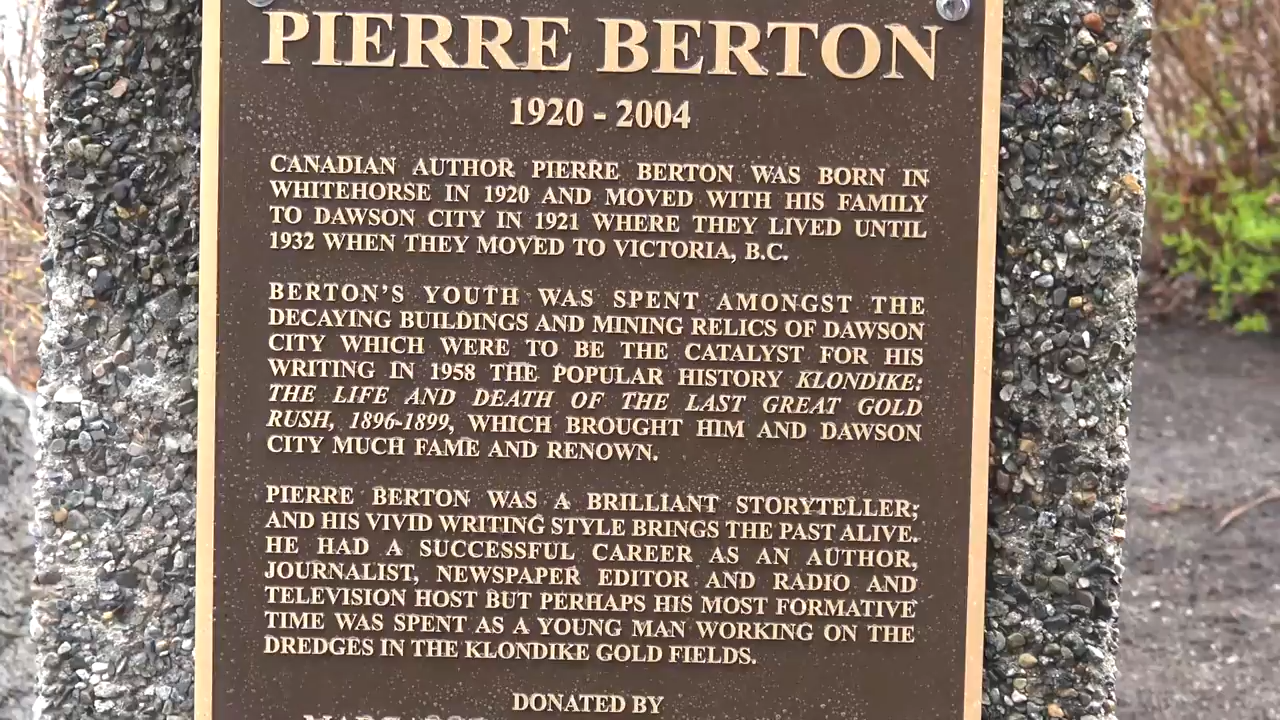 PIERRE BERTON
1920 - 2004
CANADIAN AUTHOR PIERRE BERTON WAS BORN IN
WHITEHORSE IN 1920 AND MOVED WITH HIS FAMILY
TO DAWSON CITY IN 1921 WHERE THEY LIVED UNTIL
1932 WHEN THEY MOVED TO VICTORIA, B.C.
BERTON'S YOUTH WAS SPENT AMONGST THE
DECAYING BUILDINGS AND MINING RELICS OF DAWSON
CITY WHICH WERE TO BE THE CATALYST FOR HIS
WRITING IN 1958 THE POPULAR HISTORY KLONDIKE:
THE LIFE AND DEATH OF THE LAST GREAT GOLD
RUSH, 1896-1899, WHICH BROUGHT HIM AND DAWSON
CITY MUCH FAME AND RENOWN.
PIERRE BERTON WAS A BRILLIANT STORYTELLER;
AND HIS VIVID WRITING STYLE BRINGS THE PAST ALIVE.
HE HAD A SUCCESSFUL CAREER AS AN AUTHOR,
JOURNALIST, NEWSPAPER EDITOR AND RADIO AND
TELEVISION HOST BUT PERHAPS HIS MOST FORMATIVE
TIME WAS SPENT AS A YOUNG MAN WORKING ON THE
DREDGES IN THE KLONDIKE GOLD FIELDS.
DONATED BY